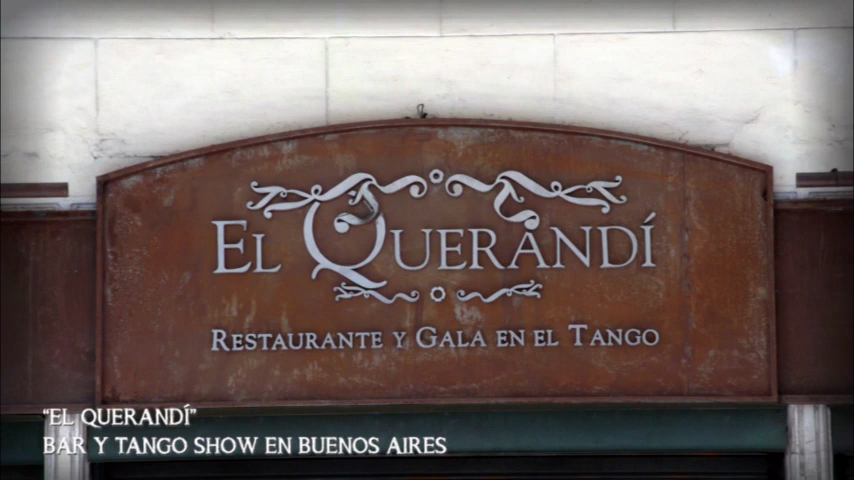 El Querandí
Restaurante y Gala en el Tango
"EL QUERANDÍ"
BAR Y TANGO SHOW EN BUENOS AIRES